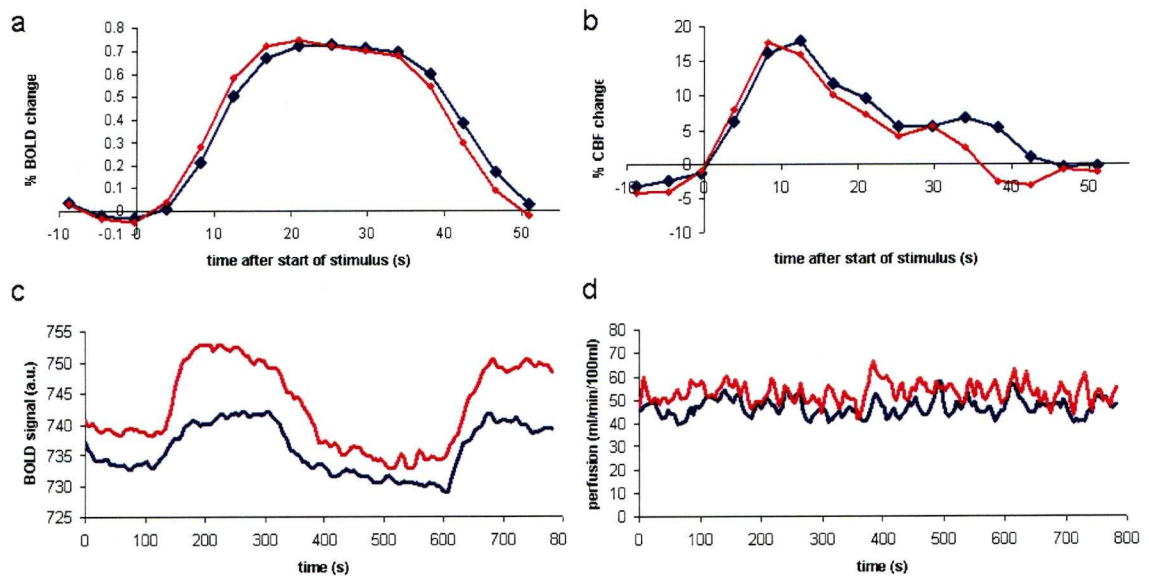 a
% BOLD change
0.8
0.7
0.6
0.5
0.4
0.3
0.2
0.1
0
-0.1
-10 0 10 20 30 40 50
time after start of stimulus (s)
b
% CBF change
20
15
10
5
0
-5
-10
-10 0 10 20 30 40 50
time after start of stimulus (s)
c
BOLD signal (a.u.)
755
750
745
740
735
730
725
0 100 200 300 400 500 600 700 80
time (s)
d
perfusion (ml/min/100ml)
80
70
60
50
40
30
20
10
0
0 100 200 300 400 500 600 700 800
time (s)